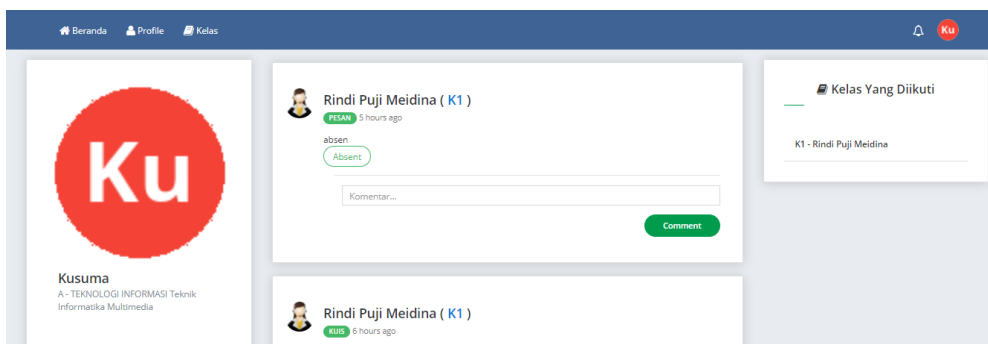 Beranda Profile Kelas
Ku
Ku
Kusuma
A - TEKNOLOGI INFORMASI Teknik
Informatika Multimedia
Rindi Puji Meidina ( K1 )
PESAN 5 hours ago
absen
Absent
Komentar...
Comment
Rindi Puji Meidina ( K1 )
KUIS 6 hours ago
Kelas Yang Diikuti
K1 - Rindi Puji Meidina